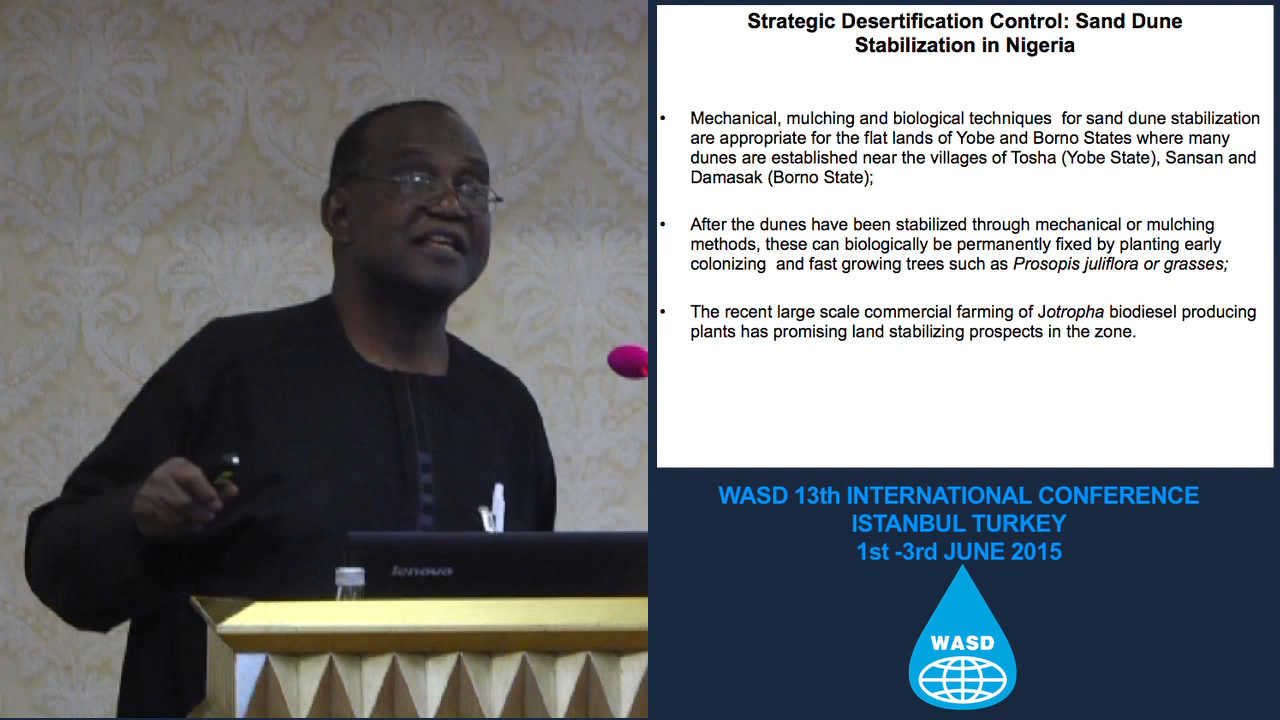 Strategic Desertification Control: Sand Dune
Stabilization in Nigeria
• Mechanical, mulching and biological techniques for sand dune stabilization
are appropriate for the flat lands of Yobe and Borno States where many
dunes are established near the villages of Tosha (Yobe State), Sansan and
Damasak (Borno State);
• After the dunes have been stabilized through mechanical or mulching
methods, these can biologically be permanently fixed by planting early
colonizing and fast growing trees such as Prosopis juliflora or grasses;
• The recent large scale commercial farming of Jotropha biodiesel producing
plants has promising land stabilizing prospects in the zone.
lenovo
WASD 13th INTERNATIONAL CONFERENCE
ISTANBUL TURKEY
1st -3rd JUNE 2015
WASD